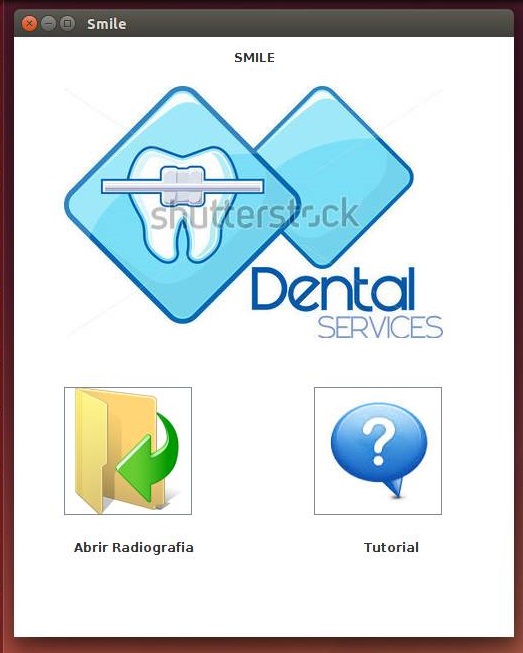 Smile
SMILE
shutterstock
Dental
SERVICES
?
Abrir Radiografia
Tutorial